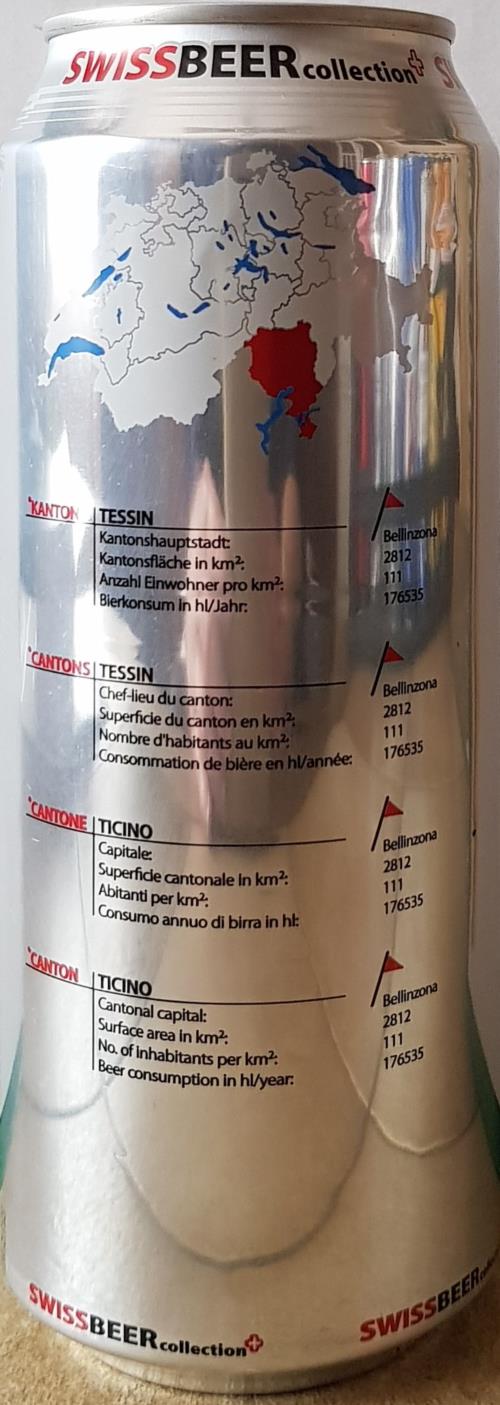 SWISSBEER collection
KANTON TESSIN
Kantonshauptstadt: Bellinzona
Kantonsfläche in km²: 2812
Anzahl Einwohner pro km²: 111
Bierkonsum in hl/Jahr: 176535
CANTONS TESSIN
Chef-lieu du canton: Bellinzona
Superficie du canton en km²: 2812
Nombre d'habitants au km²: 111
Consommation de bière en hl/année: 176535
CANTONE TICINO
Capitale: Bellinzona
Superficie cantonale in km²: 2812
Abitanti per km²: 111
Consumo annuo di birra in hl: 176535
CANTON TICINO
Cantonal capital: Bellinzona
Surface area in km²: 2812
No. of inhabitants per km²: 111
Beer consumption in hl/year: 176535
SWISSBEER collection
SWISSBEER